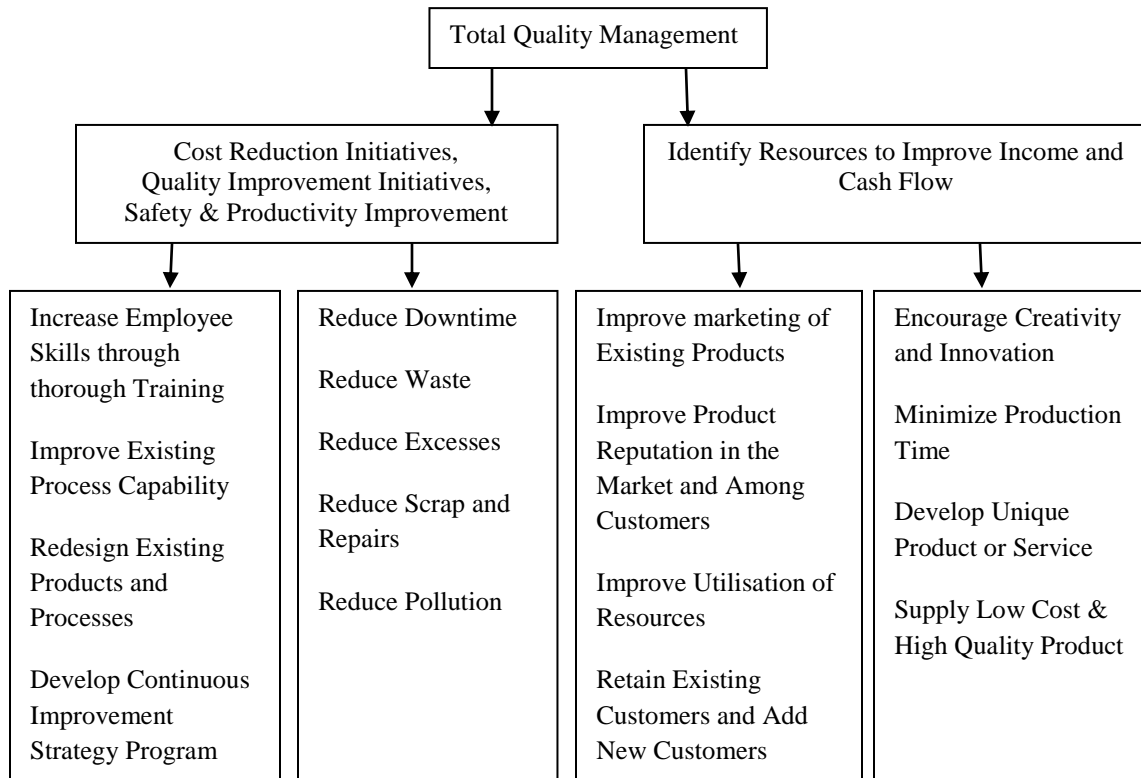 Total Quality Management
Cost Reduction Initiatives,
Quality Improvement Initiatives,
Safety & Productivity Improvement
Identify Resources to Improve Income and
Cash Flow
Increase Employee
Skills through
thorough Training
Improve Existing
Process Capability
Redesign Existing
Products and
Processes
Develop Continuous
Improvement
Strategy Program
Reduce Downtime
Reduce Waste
Reduce Excesses
Reduce Scrap and
Repairs
Reduce Pollution
Improve marketing of
Existing Products
Improve Product
Reputation in the
Market and Among
Customers
Improve Utilisation of
Resources
Retain Existing
Customers and Add
New Customers
Encourage Creativity
and Innovation
Minimize Production
Time
Develop Unique
Product or Service
Supply Low Cost &
High Quality Product